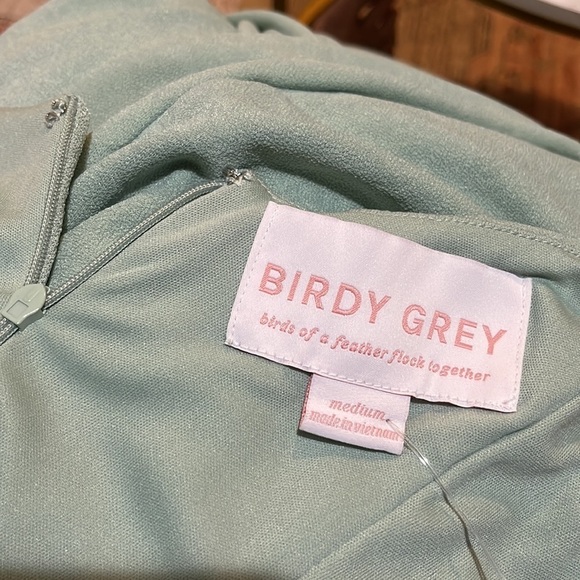 BIRDY GREY
birds of a feather flock together
medium
made in vietnam